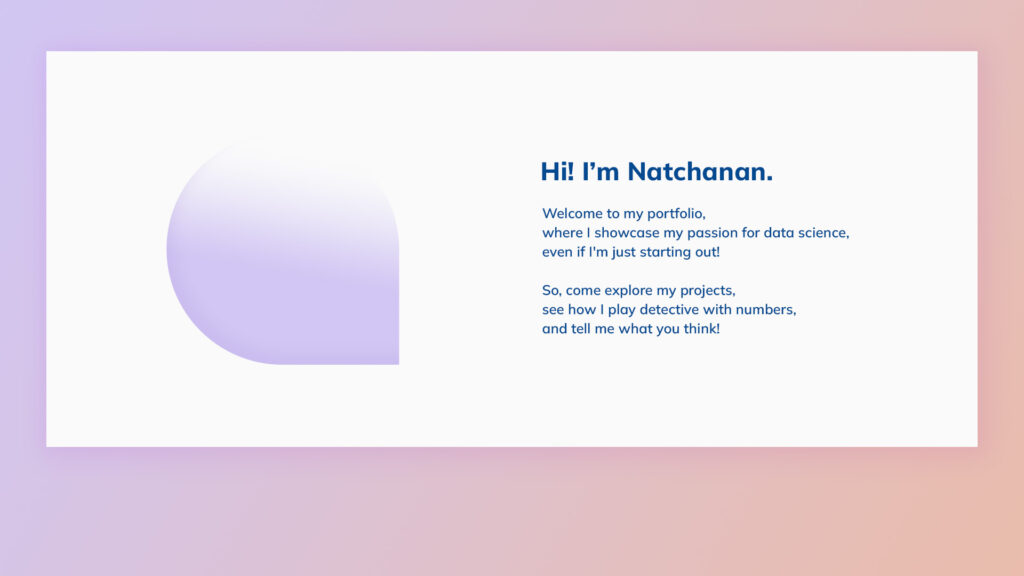 Hi! I’m Natchanan.
Welcome to my portfolio,
where I showcase my passion for data science,
even if I'm just starting out!
So, come explore my projects,
see how I play detective with numbers,
and tell me what you think!